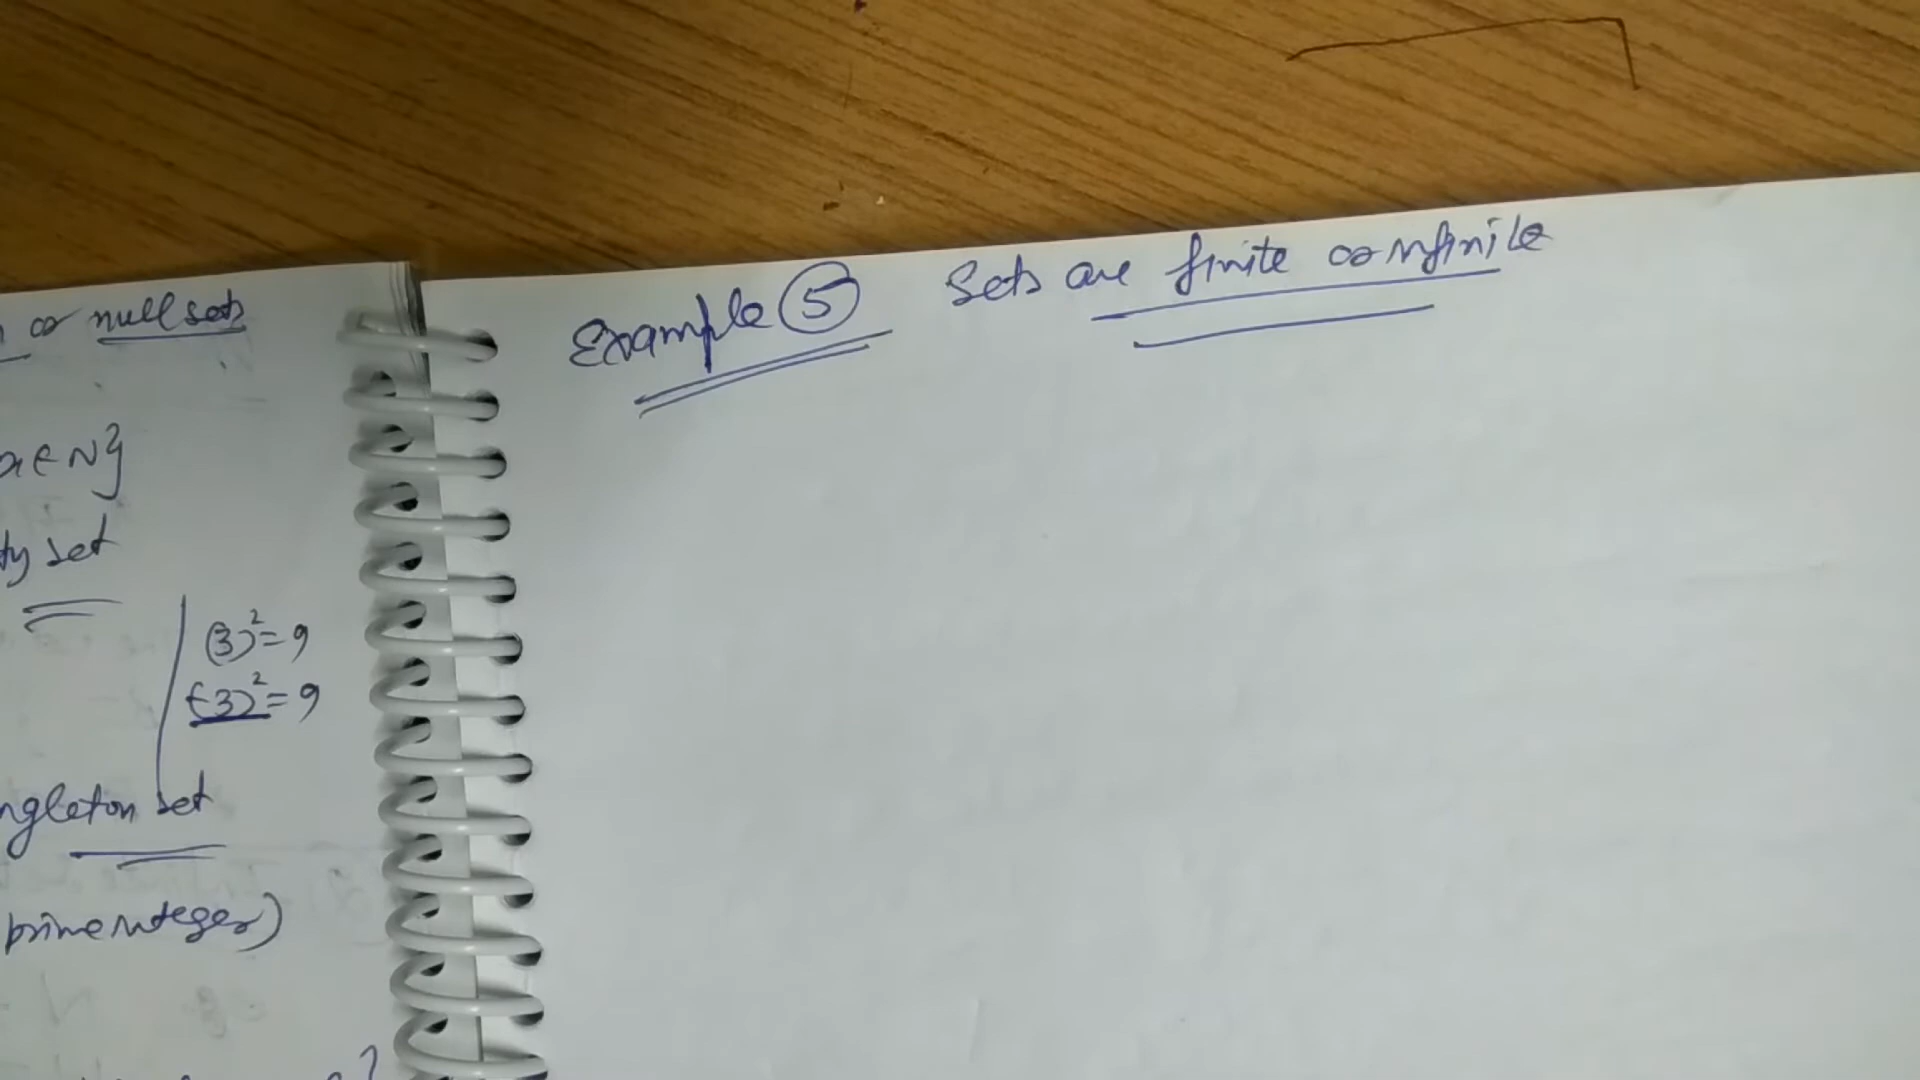 or null sets
x ∈ N}
ty set
(3)² = 9
(-3)² = 9
ngleton set
prime integer)
Example 5 Sets are finite or infinite